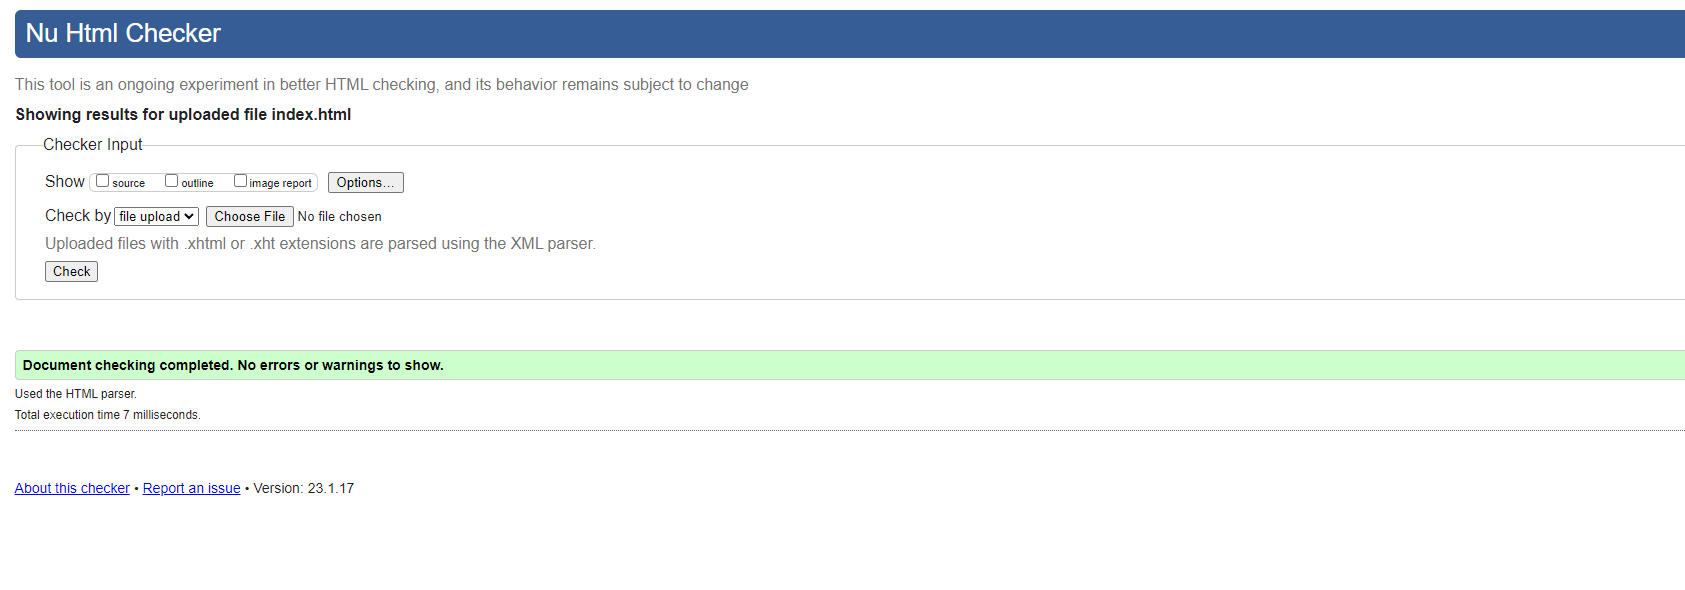 Nu Html Checker
This tool is an ongoing experiment in better HTML checking, and its behavior remains subject to change
Showing results for uploaded file index.html
Checker Input
Show source outline image report Options...
Check by file upload Choose File No file chosen
Uploaded files with .xhtml or .xht extensions are parsed using the XML parser.
Check
Document checking completed. No errors or warnings to show.
Used the HTML parser.
Total execution time 7 milliseconds.
About this checker • Report an issue • Version: 23.1.17